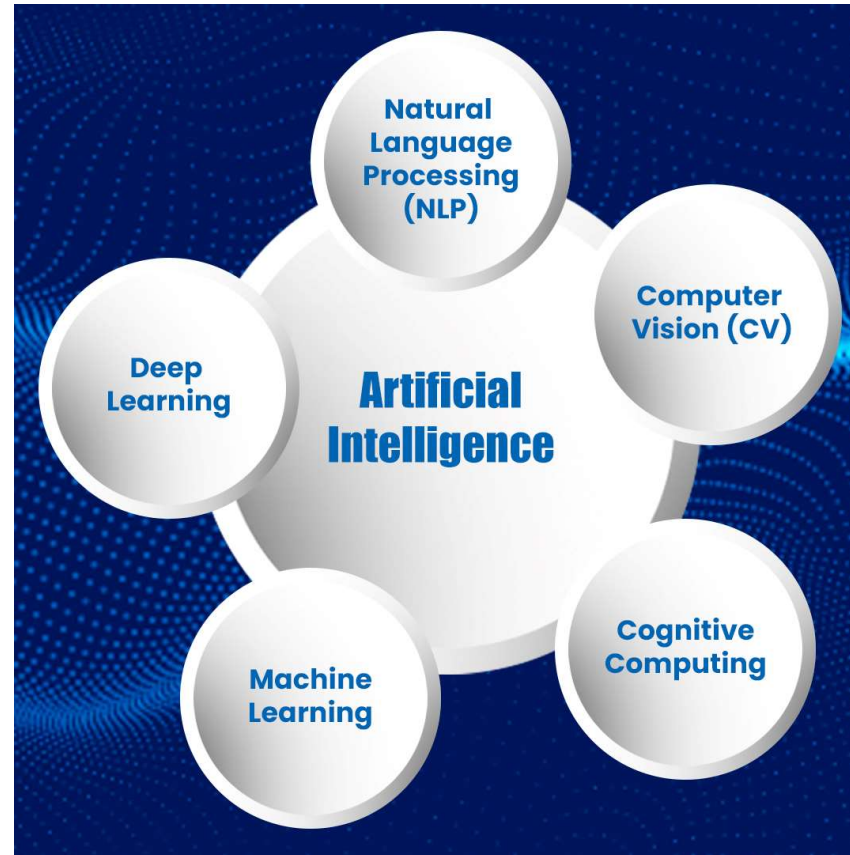 Natural
Language
Processing
(NLP)
Computer
Vision (CV)
Deep
Learning
Artificial
Intelligence
Cognitive
Computing
Machine
Learning